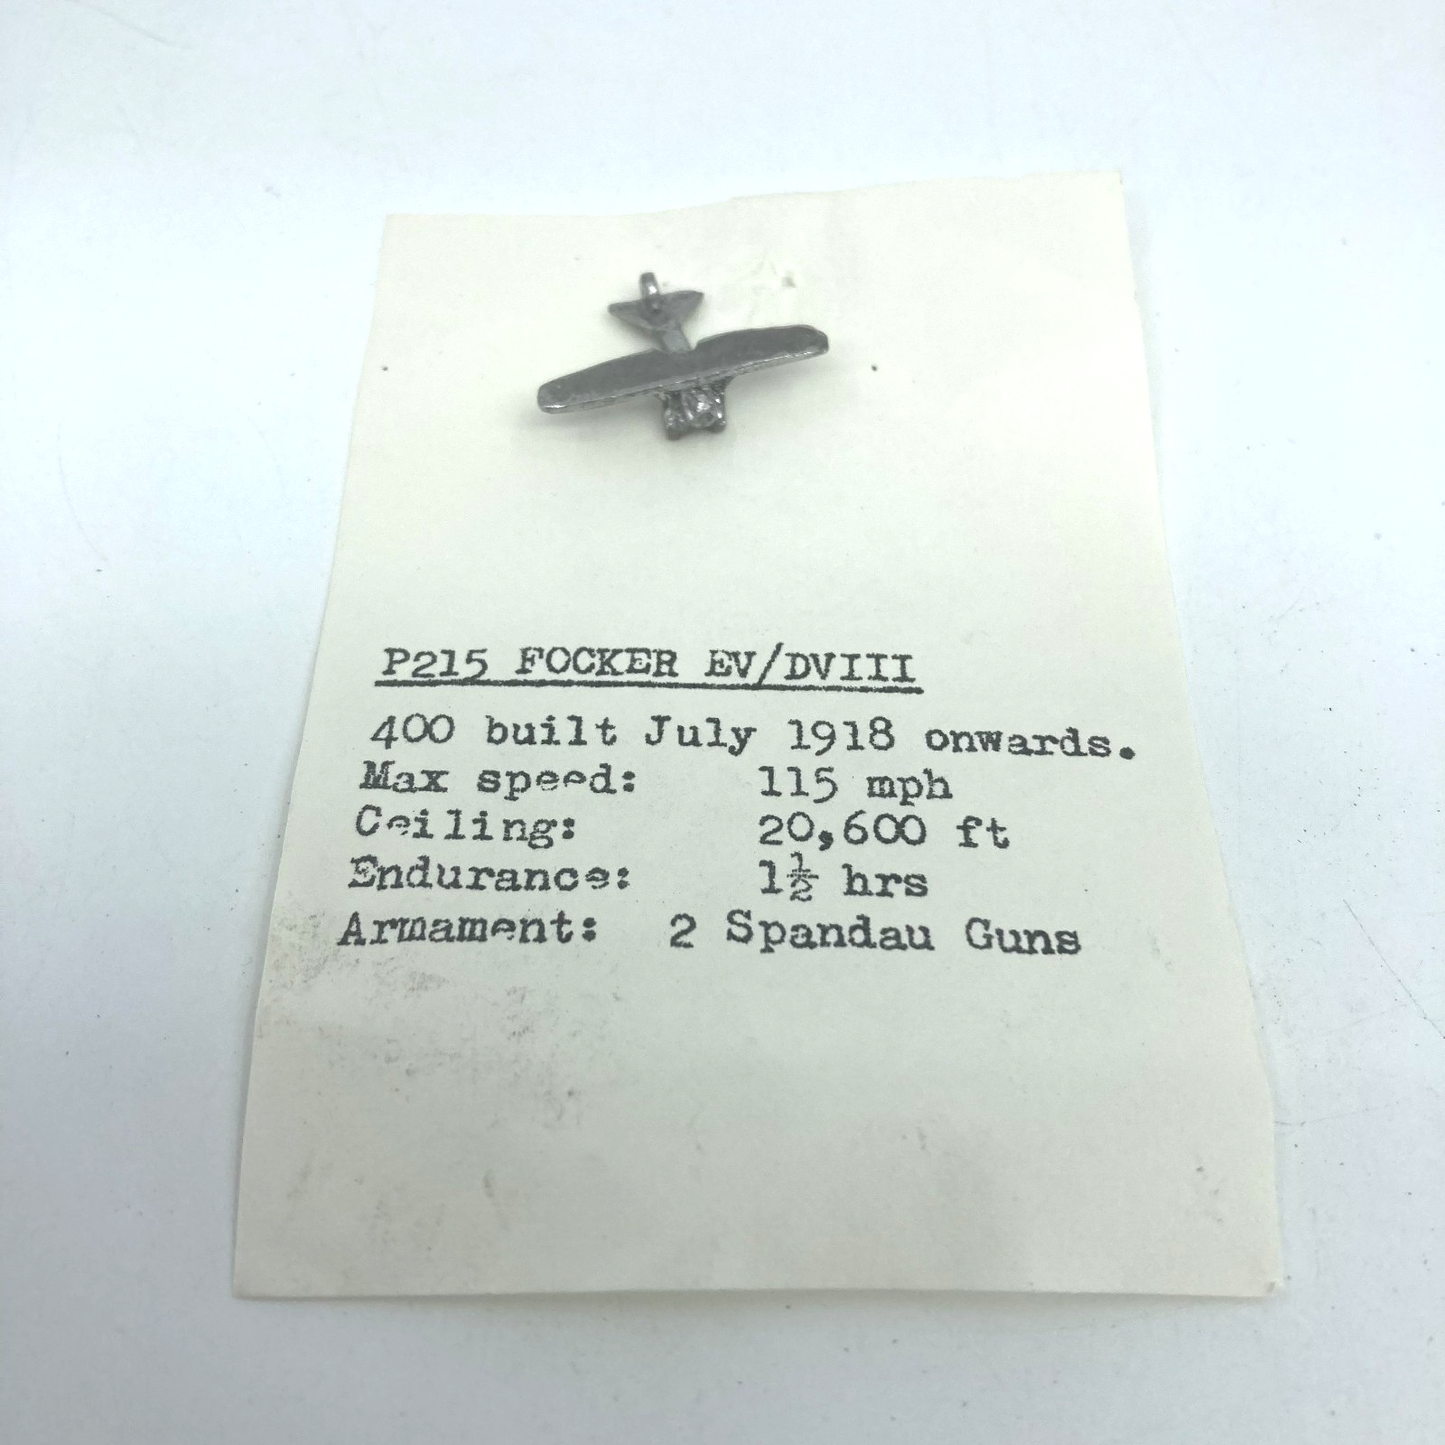 P215 FOCKER EV/DVIII
400 built July 1918 onwards.
Max speed: 115 mph
Ceiling: 20,600 ft
Endurance: 1½ hrs
Armament: 2 Spandau Guns